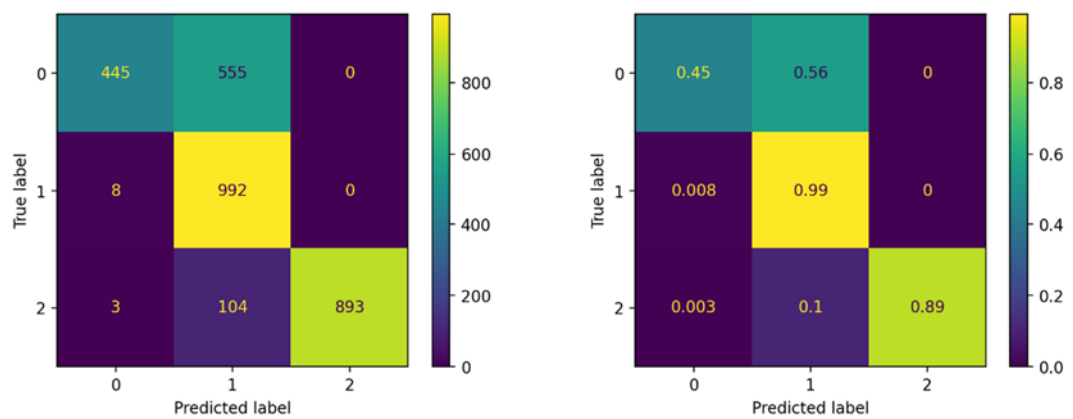 0 445 555 0
1 8 992 0
2 3 104 893
0 1 2
Predicted label
True label
800
600
400
200
0
0 0.45 0.56 0
1 0.008 0.99 0
2 0.003 0.1 0.89
0 1 2
Predicted label
True label
0.8
0.6
0.4
0.2
0.0